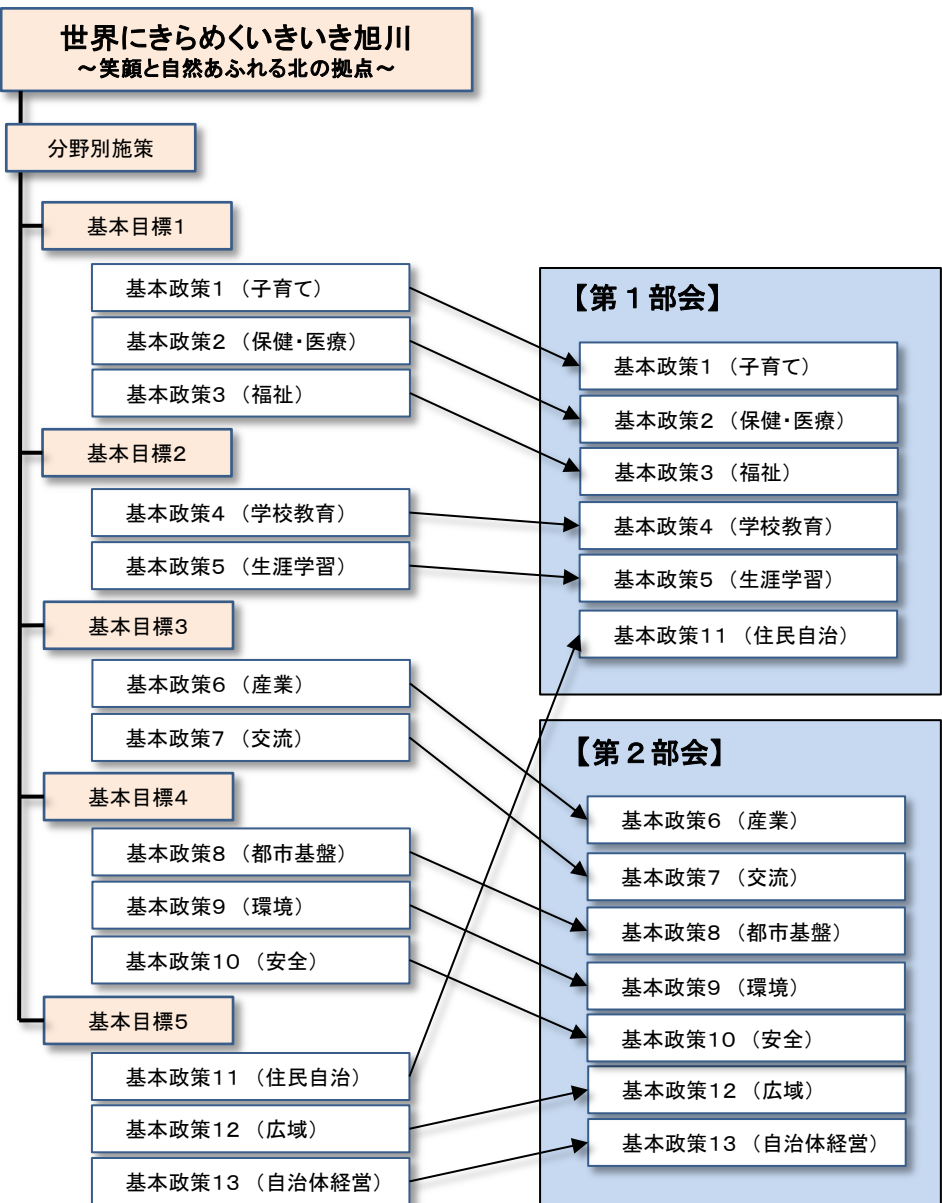 世界にきらめくいきいき旭川
～笑顔と自然あふれる北の拠点～
分野別施策
基本目標1
基本政策1 （子育て）
基本政策2 （保健・医療）
基本政策3 （福祉）
基本目標2
基本政策4 （学校教育）
基本政策5 （生涯学習）
基本目標3
基本政策6 （産業）
基本政策7 （交流）
基本目標4
基本政策8 （都市基盤）
基本政策9 （環境）
基本政策10 （安全）
基本目標5
基本政策11 （住民自治）
基本政策12 （広域）
基本政策13 （自治体経営）
【第１部会】
基本政策1 （子育て）
基本政策2 （保健・医療）
基本政策3 （福祉）
基本政策4 （学校教育）
基本政策5 （生涯学習）
基本政策11 （住民自治）
【第２部会】
基本政策6 （産業）
基本政策7 （交流）
基本政策8 （都市基盤）
基本政策9 （環境）
基本政策10 （安全）
基本政策12 （広域）
基本政策13 （自治体経営）